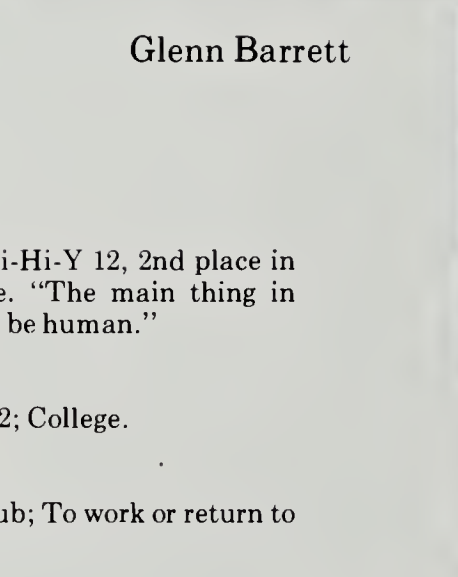 Glenn Barrett
i-Hi-Y 12, 2nd place in
e. “The main thing in
be human.”
2; College.
ub; To work or return to